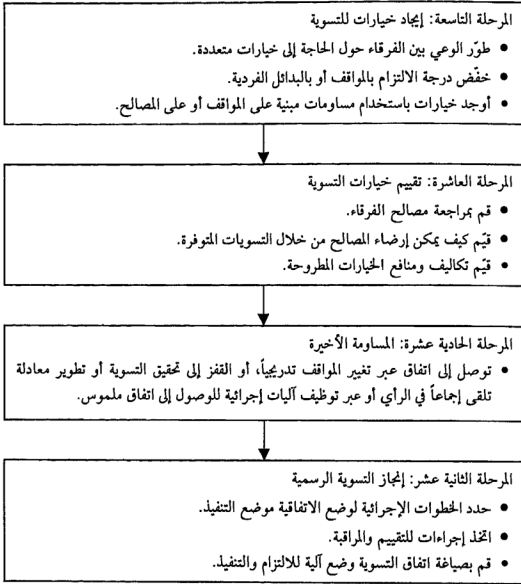 المرحلة التاسعة: إيجاد خيارات للتسوية
● طوّر الوعي بين الفرقاء حول الحاجة إلى خيارات متعددة.
● خفّض درجة الالتزام بالمواقف أو بالبدائل الفردية.
● أوجد خيارات باستخدام مساومات مبنية على المواقف أو على المصالح.
المرحلة العاشرة: تقييم خيارات التسوية
● قم بمراجعة مصالح الفرقاء.
● قيّم كيف يمكن إرضاء المصالح من خلال التسويات المتوفرة.
● قيّم تكاليف ومنافع الخيارات المطروحة.
المرحلة الحادية عشرة: المساومة الأخيرة
● توصل إلى اتفاق عبر تغيير المواقف تدريجياً، أو القفز إلى تحقيق التسوية أو تطوير معادلة
تلقى إجماعاً في الرأي أو عبر توظيف آليات إجرائية للوصول إلى اتفاق ملموس.
المرحلة الثانية عشر: إنجاز التسوية الرسمية
● حدد الخطوات الإجرائية لوضع الاتفاقية موضع التنفيذ.
● اتخذ إجراءات للتقييم والمراقبة.
● قم بصياغة اتفاق التسوية وضع آلية للالتزام والتنفيذ.